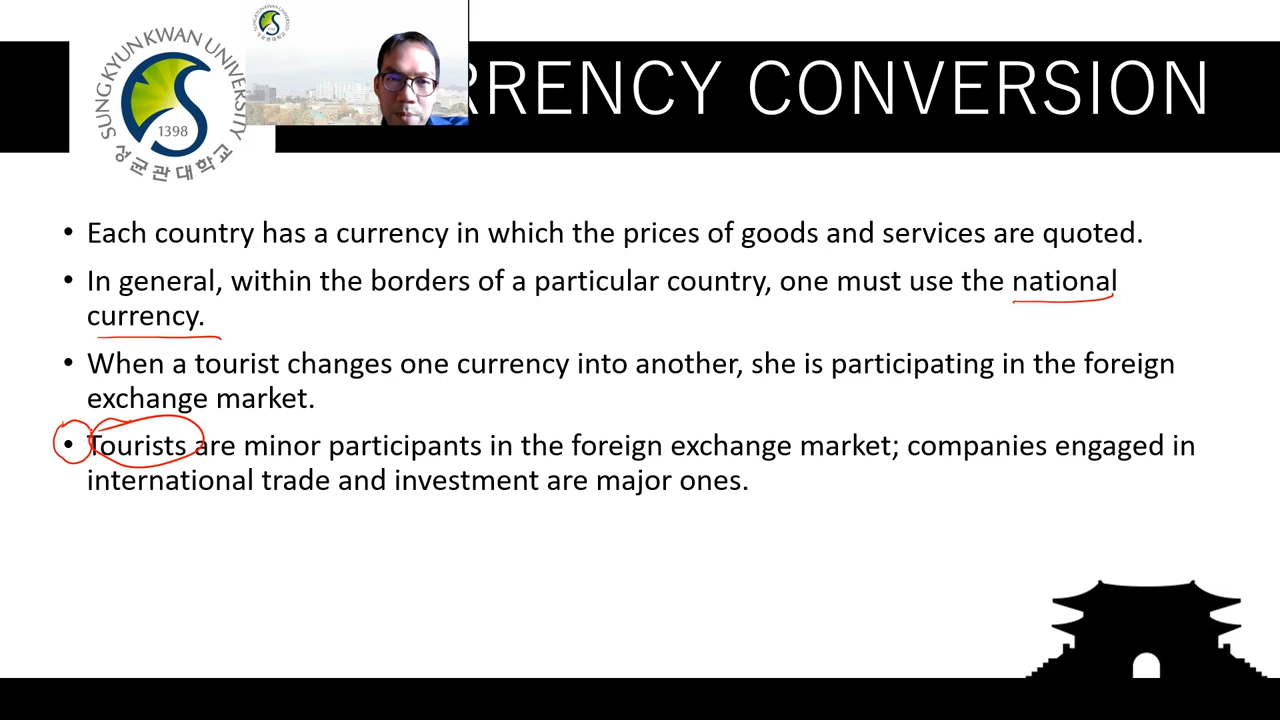 SUNGKYUNKWAN UNIVERSITY
1398
성균관대학교
RRENCY CONVERSION
• Each country has a currency in which the prices of goods and services are quoted.
• In general, within the borders of a particular country, one must use the national
currency.
• When a tourist changes one currency into another, she is participating in the foreign
exchange market.
• Tourists are minor participants in the foreign exchange market; companies engaged in
international trade and investment are major ones.